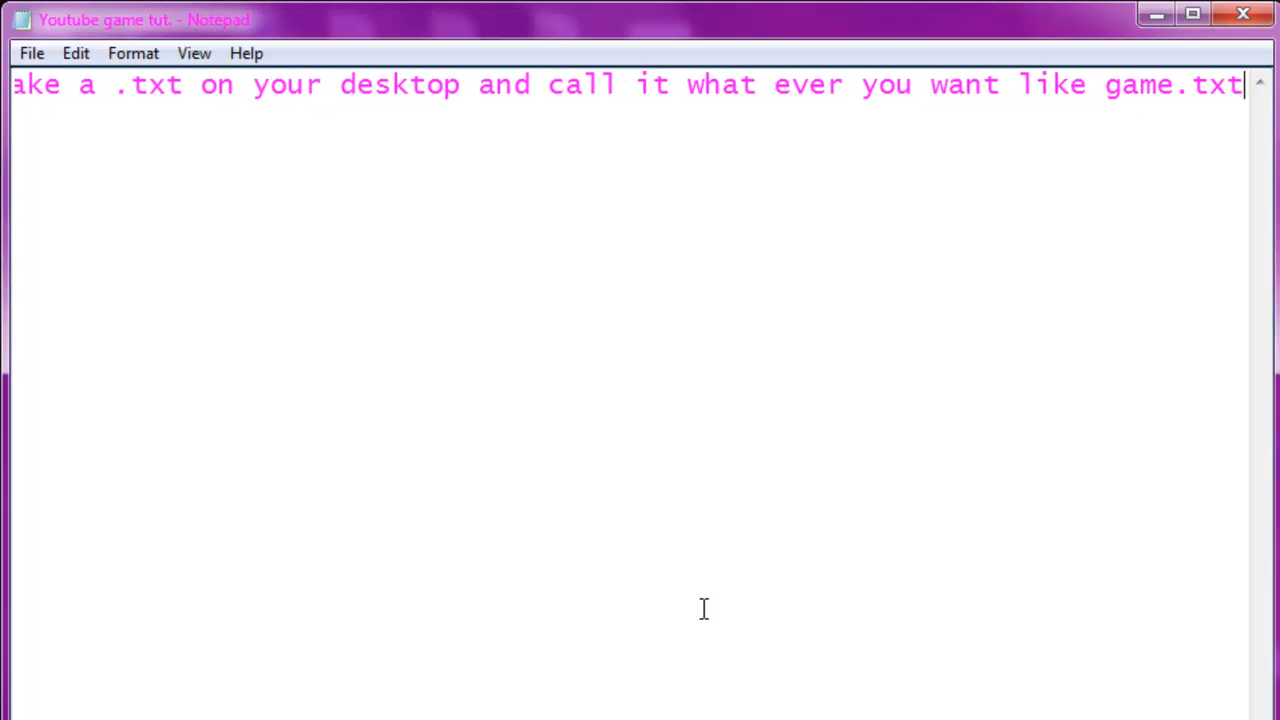 Youtube game tut. - Notepad
File Edit Format View Help
ake a .txt on your desktop and call it what ever you want like game.txt